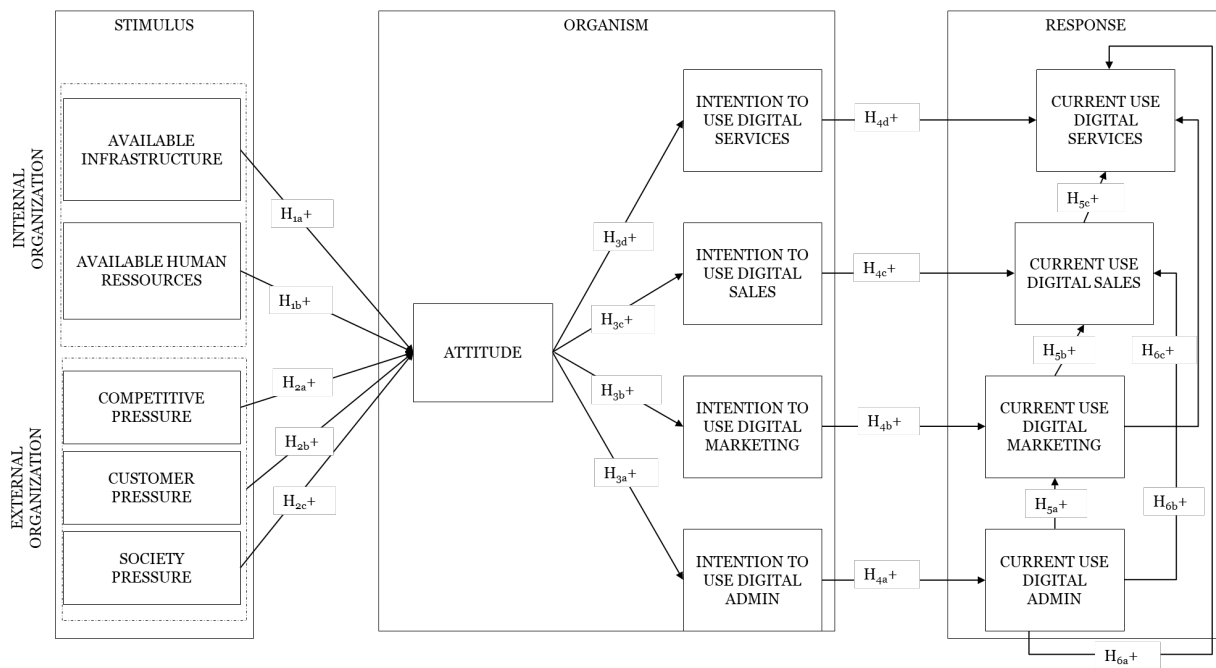 STIMULUS
ORGANISM
RESPONSE
INTERNAL
ORGANIZATION
AVAILABLE
INFRASTRUCTURE
AVAILABLE HUMAN
RESSOURCES
EXTERNAL
ORGANIZATION
COMPETITIVE
PRESSURE
CUSTOMER
PRESSURE
SOCIETY
PRESSURE
H1a+
H1b+
H2a+
H2b+
H2c+
ATTITUDE
H3d+
H3c+
H3b+
H3a+
INTENTION TO
USE DIGITAL
SERVICES
INTENTION TO
USE DIGITAL
SALES
INTENTION TO
USE DIGITAL
MARKETING
INTENTION TO
USE DIGITAL
ADMIN
H4d+
H4c+
H4b+
H4a+
CURRENT USE
DIGITAL
SERVICES
H5c+
CURRENT USE
DIGITAL SALES
H5b+
H6c+
CURRENT USE
DIGITAL
MARKETING
H5a+
H6b+
CURRENT USE
DIGITAL
ADMIN
H6a+